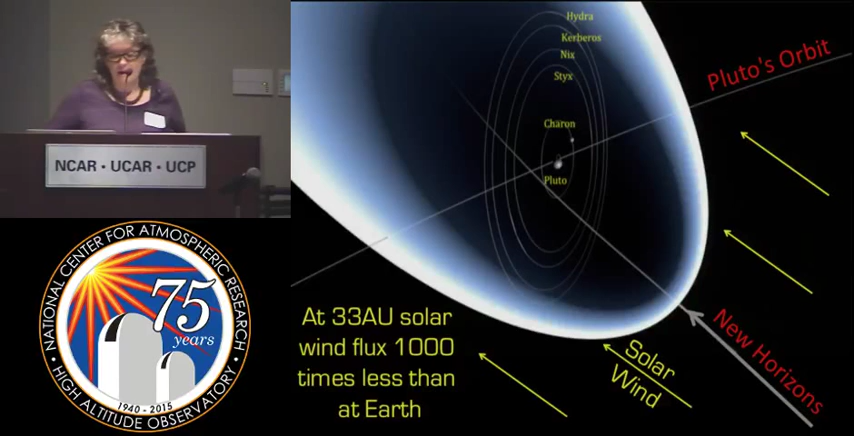 NCAR • UCAR • UCP
NATIONAL CENTER FOR ATMOSPHERIC RESEARCH
75
years
1940 - 2015
HIGH ALTITUDE OBSERVATORY
Hydra
Kerberos
Nix
Styx
Charon
Pluto
Pluto's Orbit
New Horizons
Solar
Wind
At 33AU solar
wind flux 1000
times less than
at Earth